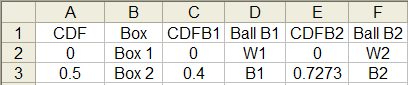 A B C D E F
1 CDF Box CDFB1 Ball B1 CDFB2 Ball B2
2 0 Box 1 0 W1 0 W2
3 0.5 Box 2 0.4 B1 0.7273 B2